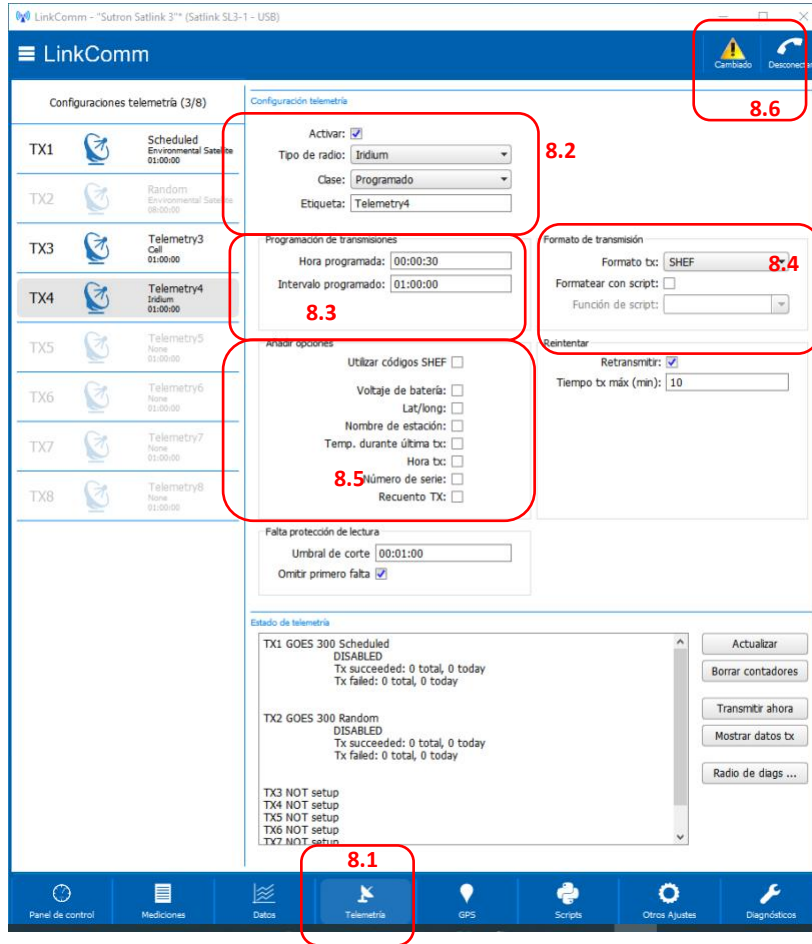 LinkComm - "Sutron Satlink 3"* (Satlink SL3-1 - USB)
LinkComm
Cambiado
Desconectar
8.6
Configuraciones telemetría (3/8)
TX1
Scheduled
Environmental Satellite
01:00:00
TX2
Random
Environmental Satellite
08:00:00
TX3
Telemetry3
Cell
01:00:00
TX4
Telemetry4
Iridium
01:00:00
TX5
Telemetry5
None
01:00:00
TX6
Telemetry6
None
01:00:00
TX7
Telemetry7
None
01:00:00
TX8
Telemetry8
None
01:00:00
Configuración telemetría
Activar:
Tipo de radio: Iridium
Clase: Programado
Etiqueta: Telemetry4
8.2
Programación de transmisiones
Hora programada: 00:00:30
Intervalo programado: 01:00:00
8.3
Formato de transmisión
Formato tx: SHEF
8.4
Formatear con script:
Función de script:
Añadir opciones
Utilizar códigos SHEF
Voltaje de batería:
Lat/long:
Nombre de estación:
Temp. durante última tx:
Hora tx:
Número de serie:
8.5
Recuento TX:
Reintentar
Retransmitir:
Tiempo tx máx (min): 10
Falta protección de lectura
Umbral de corte 00:01:00
Omitir primero falta
Estado de telemetría
TX1 GOES 300 Scheduled
DISABLED
Tx succeeded: 0 total, 0 today
Tx failed: 0 total, 0 today
TX2 GOES 300 Random
DISABLED
Tx succeeded: 0 total, 0 today
Tx failed: 0 total, 0 today
TX3 NOT setup
TX4 NOT setup
TX5 NOT setup
TX6 NOT setup
TX7 NOT setup
Actualizar
Borrar contadores
Transmitir ahora
Mostrar datos tx
Radio de diags ...
8.1
Panel de control
Mediciones
Datos
Telemetría
GPS
Scripts
Otros Ajustes
Diagnósticos